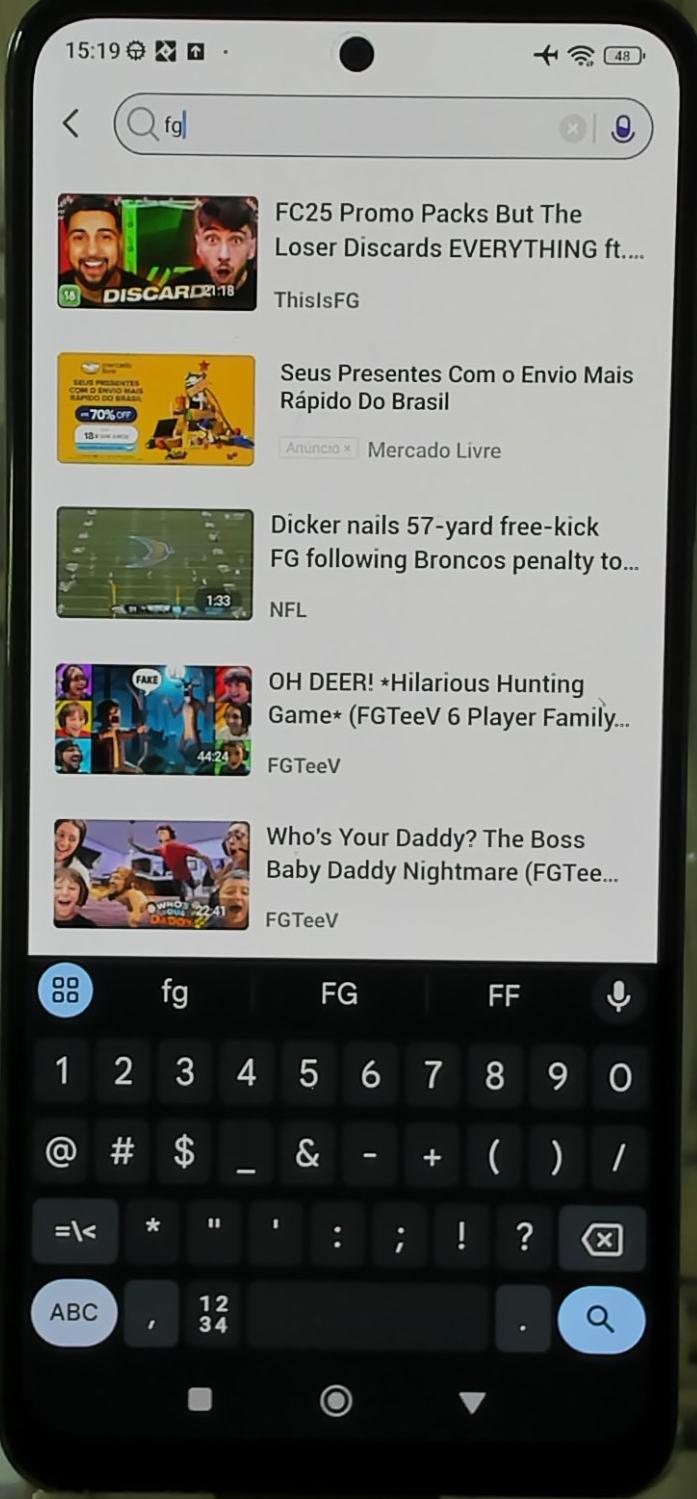 15:19
48
fg
FC25 Promo Packs But The
Loser Discards EVERYTHING ft....
ThisIsFG
DISCARD
21:18
18
Seus Presentes Com o Envio Mais
Rápido Do Brasil
Anúncio ×
Mercado Livre
mercado
livre
SEUS PRESENTES
COM O ENVIO MAIS
RÁPIDO DO BRASIL
70% OFF
18x
Dicker nails 57-yard free-kick
FG following Broncos penalty to...
NFL
1:33
OH DEER! *Hilarious Hunting
Game* (FGTeeV 6 Player Family...
FGTeeV
FAKE
44:24
Who's Your Daddy? The Boss
Baby Daddy Nightmare (FGTee...
FGTeeV
WHO'S
YOUR
DADDY
22:41
fg FG FF
1 2 3 4 5 6 7 8 9 0
@ # $ _ & - + ( ) /
=\< * " ' : ; ! ?
ABC , 12 .
34